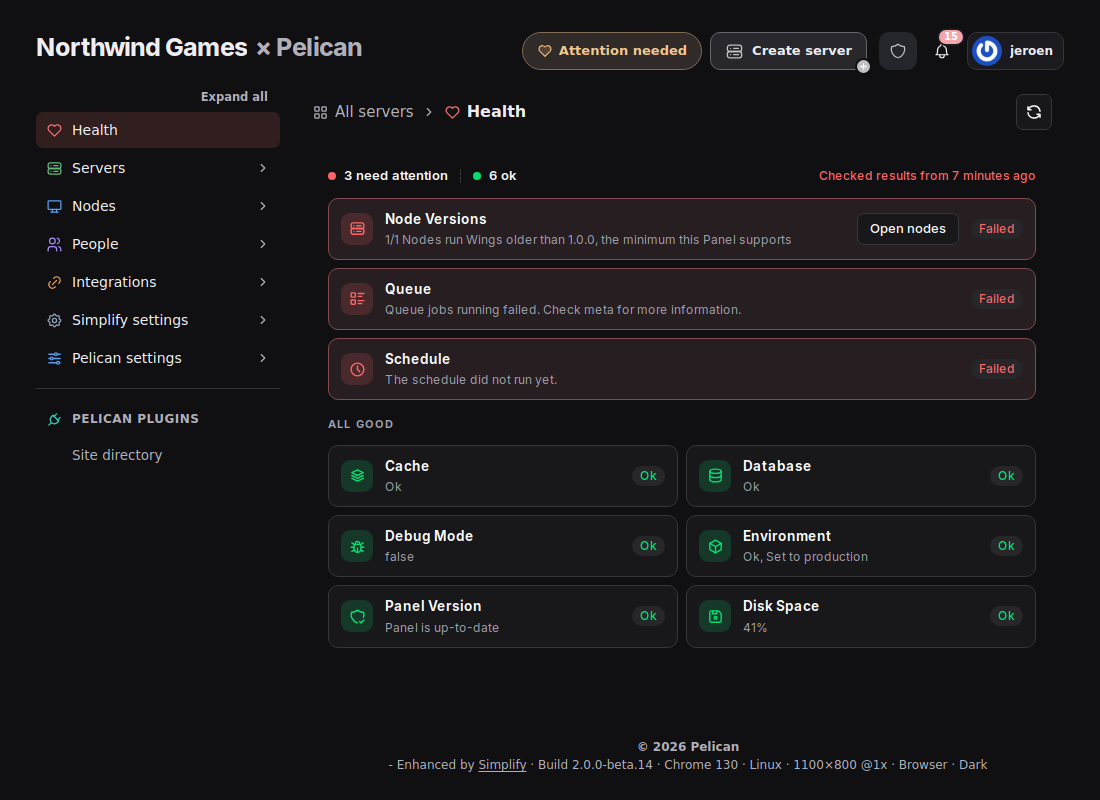 Northwind Games × Pelican
Attention needed
Create server
15
jeroen
Expand all
Health
Servers
Nodes
People
Integrations
Simplify settings
Pelican settings
PELICAN PLUGINS
Site directory
All servers > Health
3 need attention
6 ok
Checked results from 7 minutes ago
Node Versions
1/1 Nodes run Wings older than 1.0.0, the minimum this Panel supports
Open nodes
Failed
Queue
Queue jobs running failed. Check meta for more information.
Failed
Schedule
The schedule did not run yet.
Failed
ALL GOOD
Cache
Ok
Ok
Database
Ok
Ok
Debug Mode
false
Ok
Environment
Ok, Set to production
Ok
Panel Version
Panel is up-to-date
Ok
Disk Space
41%
Ok
© 2026 Pelican
- Enhanced by Simplify · Build 2.0.0-beta.14 · Chrome 130 · Linux · 1100×800 @1x · Browser · Dark